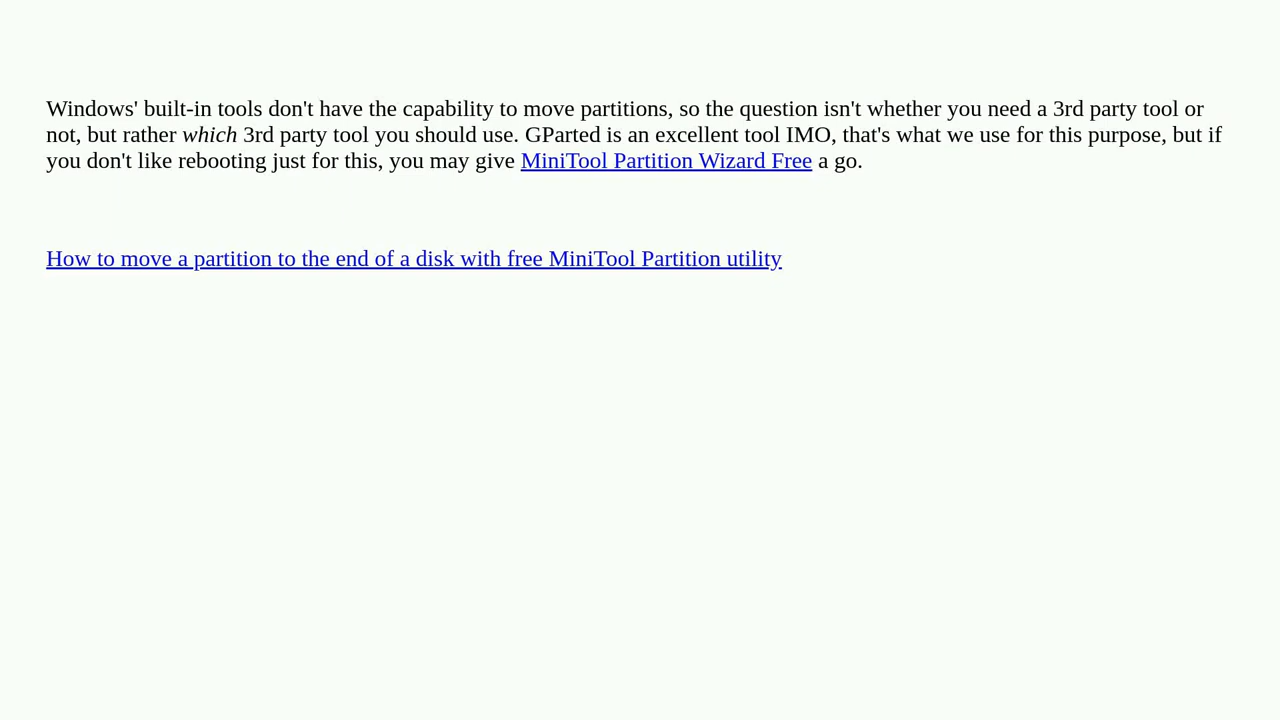 Windows' built-in tools don't have the capability to move partitions, so the question isn't whether you need a 3rd party tool or
not, but rather which 3rd party tool you should use. GParted is an excellent tool IMO, that's what we use for this purpose, but if
you don't like rebooting just for this, you may give MiniTool Partition Wizard Free a go.
How to move a partition to the end of a disk with free MiniTool Partition utility